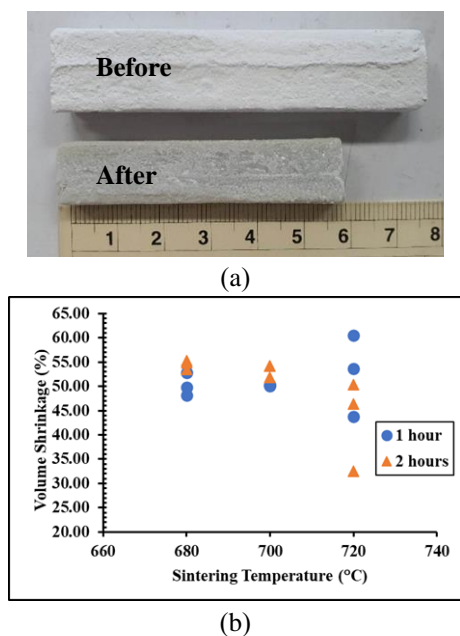 Before
After
1 2 3 4 5 6 7 8
(a)
65.00
60.00
55.00
50.00
45.00
40.00
35.00
30.00
25.00
20.00
Volume Shrinkage (%)
1 hour
2 hours
660 680 700 720 740
Sintering Temperature (°C)
(b)